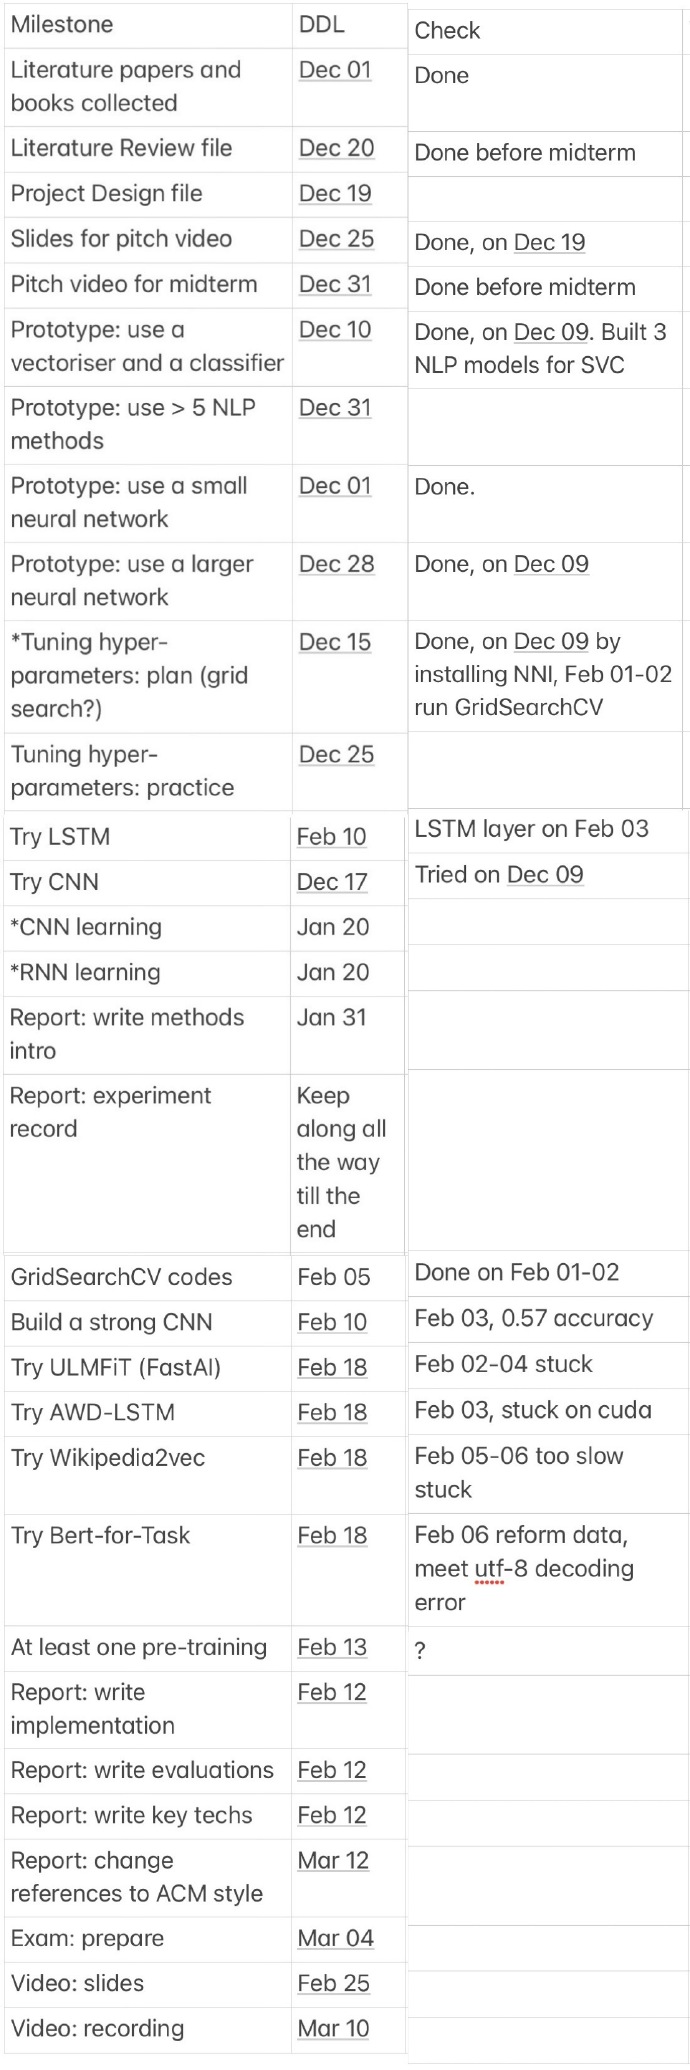 Milestone DDL Check
Literature papers and Dec 01 Done
books collected
Literature Review file Dec 20 Done before midterm
Project Design file Dec 19
Slides for pitch video Dec 25 Done, on Dec 19
Pitch video for midterm Dec 31 Done before midterm
Prototype: use a Dec 10 Done, on Dec 09. Built 3
vectoriser and a classifier NLP models for SVC
Prototype: use > 5 NLP Dec 31
methods
Prototype: use a small Dec 01 Done.
neural network
Prototype: use a larger Dec 28 Done, on Dec 09
neural network
*Tuning hyper- Dec 15 Done, on Dec 09 by
parameters: plan (grid installing NNI, Feb 01-02
search?) run GridSearchCV
Tuning hyper- Dec 25
parameters: practice
Try LSTM Feb 10 LSTM layer on Feb 03
Try CNN Dec 17 Tried on Dec 09
*CNN learning Jan 20
*RNN learning Jan 20
Report: write methods Jan 31
intro
Report: experiment Keep
record along all
the way
till the
end
GridSearchCV codes Feb 05 Done on Feb 01-02
Build a strong CNN Feb 10 Feb 03, 0.57 accuracy
Try ULMFiT (FastAI) Feb 18 Feb 02-04 stuck
Try AWD-LSTM Feb 18 Feb 03, stuck on cuda
Try Wikipedia2vec Feb 18 Feb 05-06 too slow
stuck
Try Bert-for-Task Feb 18 Feb 06 reform data,
meet utf-8 decoding
error
At least one pre-training Feb 13 ?
Report: write Feb 12
implementation
Report: write evaluations Feb 12
Report: write key techs Feb 12
Report: change Mar 12
references to ACM style
Exam: prepare Mar 04
Video: slides Feb 25
Video: recording Mar 10